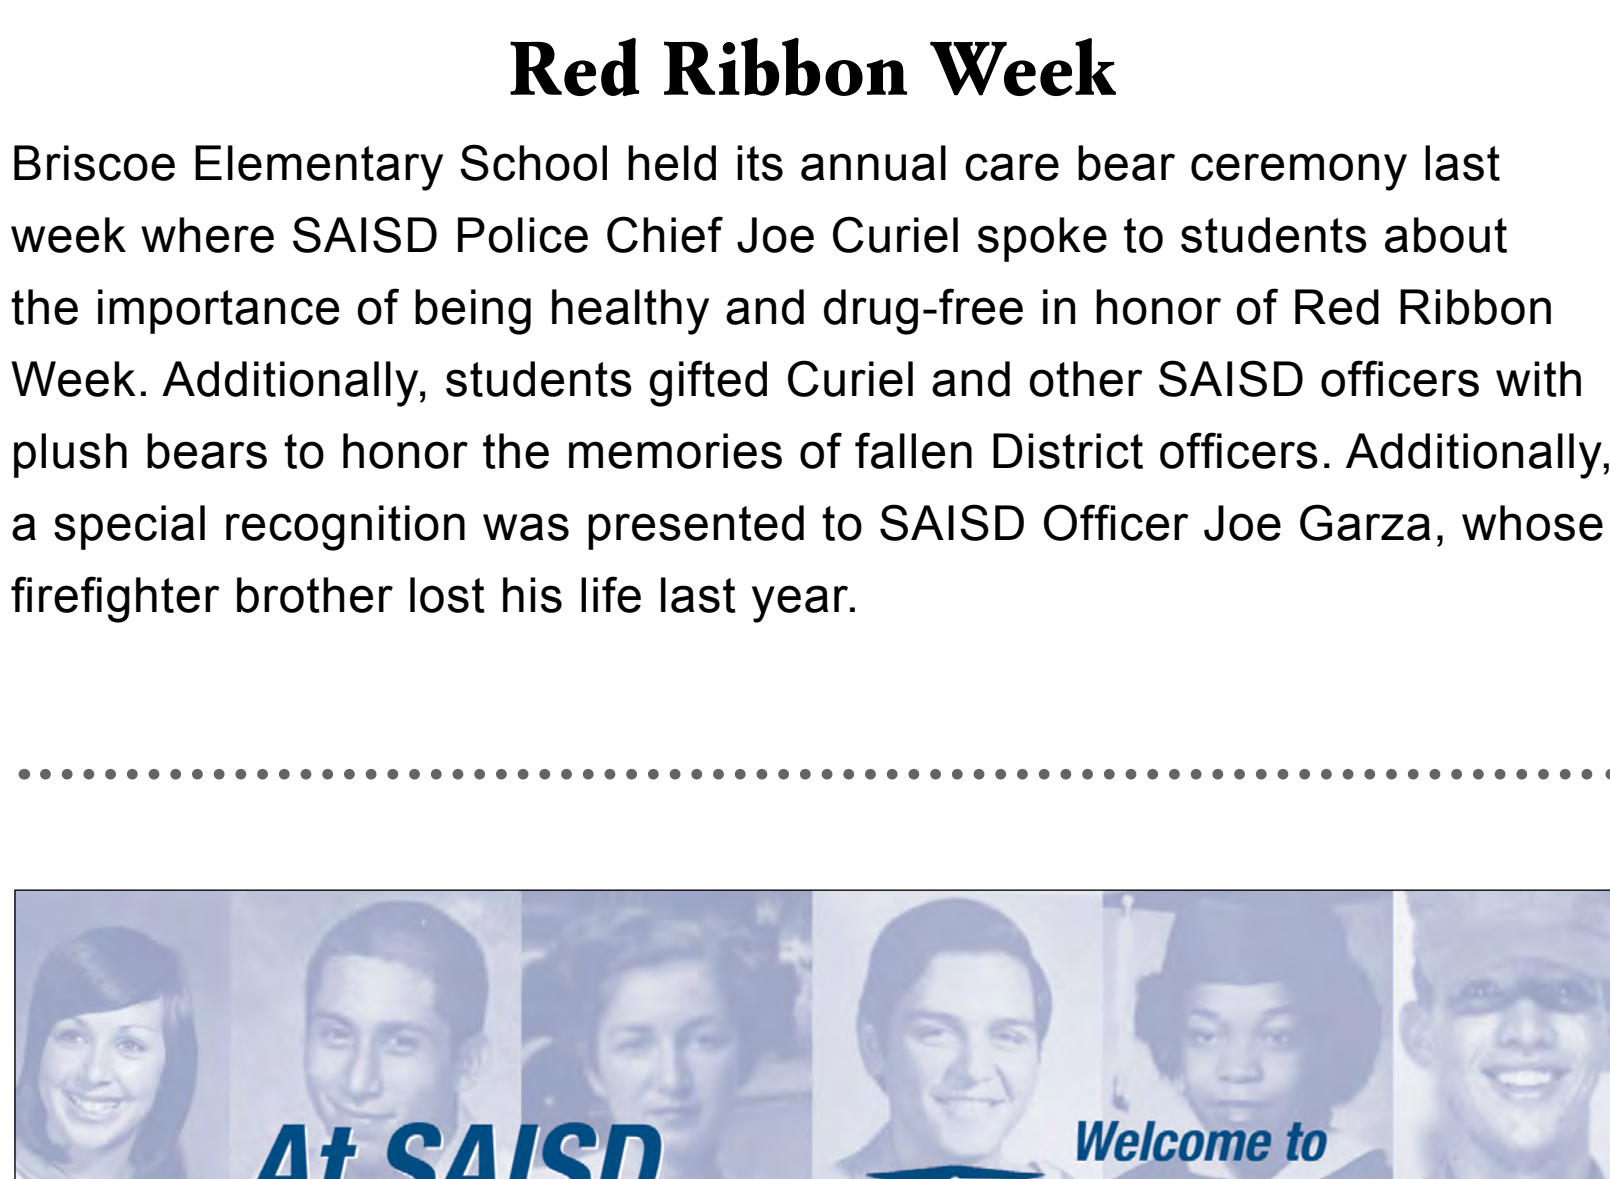 Red Ribbon Week
Briscoe Elementary School held its annual care bear ceremony last
week where SAISD Police Chief Joe Curiel spoke to students about
the importance of being healthy and drug-free in honor of Red Ribbon
Week. Additionally, students gifted Curiel and other SAISD officers with
plush bears to honor the memories of fallen District officers. Additionally,
a special recognition was presented to SAISD Officer Joe Garza, whose
firefighter brother lost his life last year.
At SAISD
Welcome to